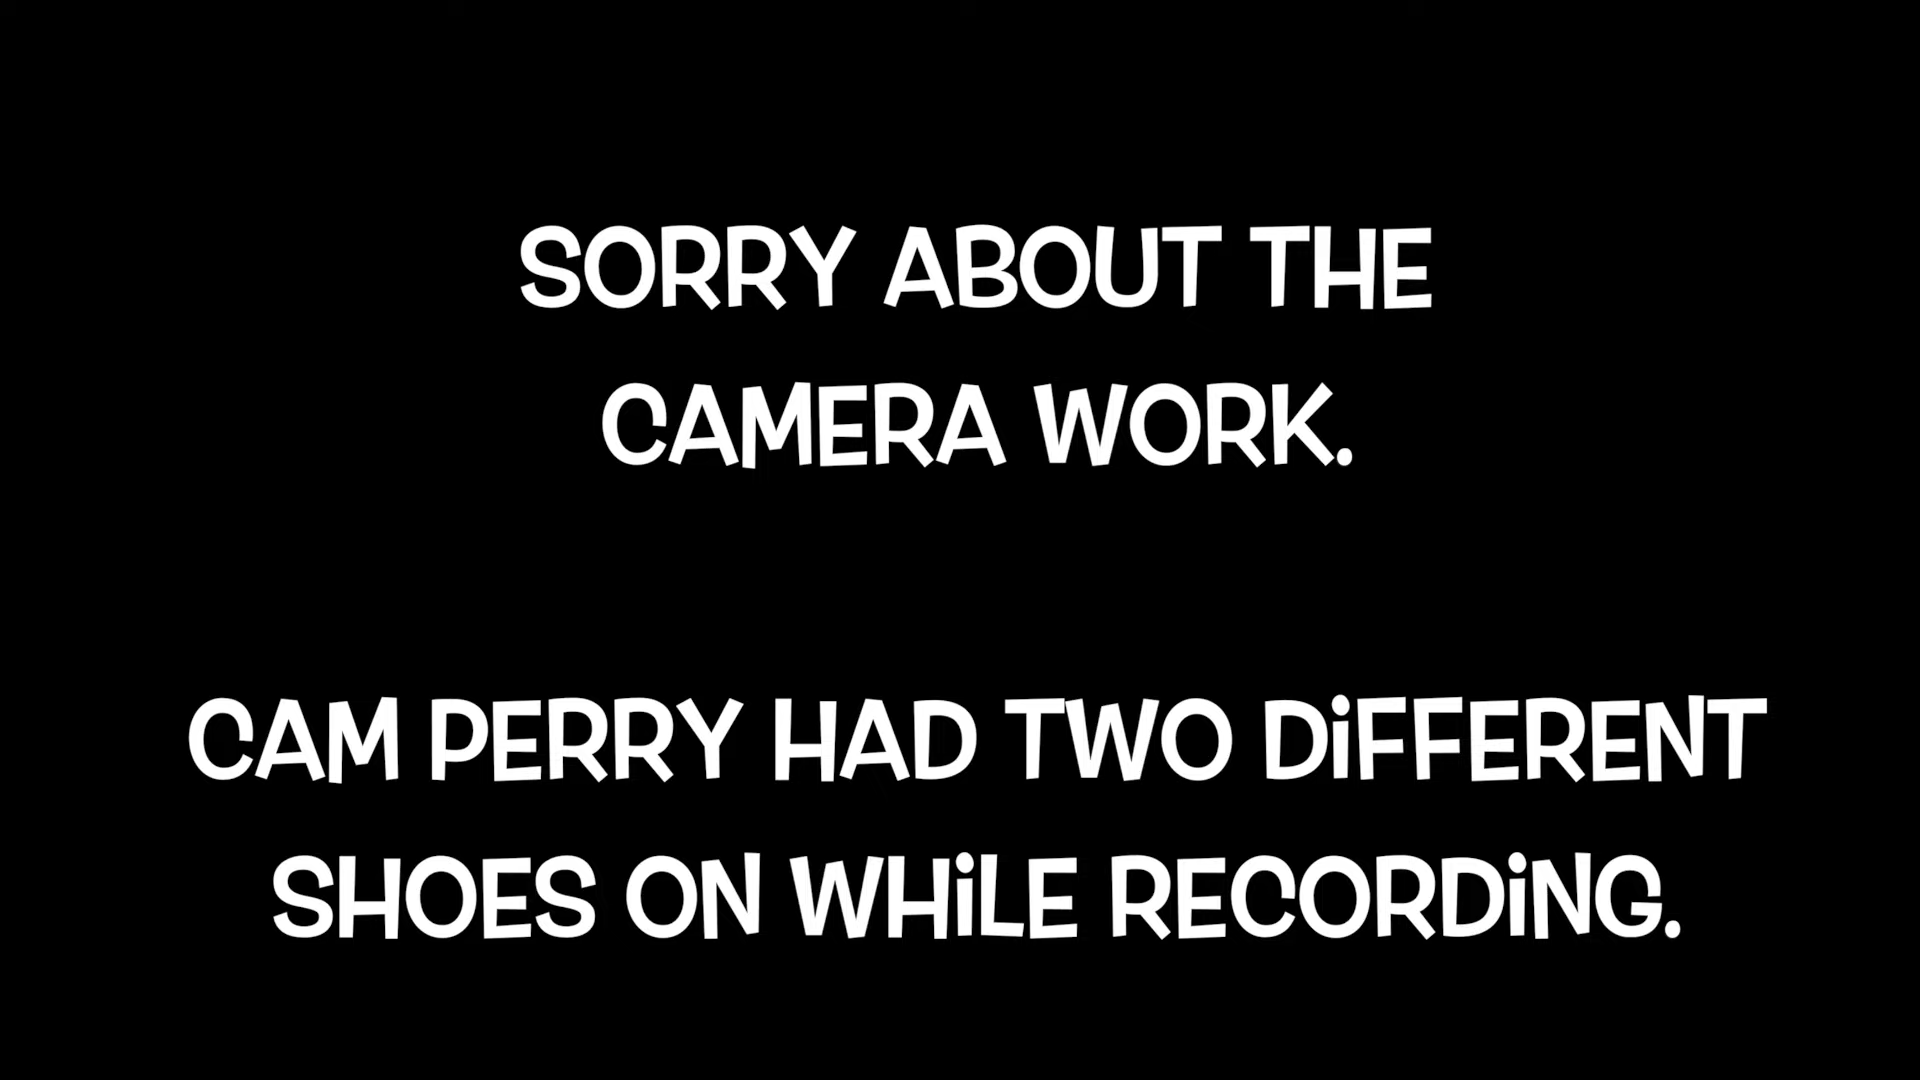 SORRY ABOUT THE
CAMERA WORK.
CAM PERRY HAD TWO DiFFERENT
SHOES ON WHiLE RECORDiNG.